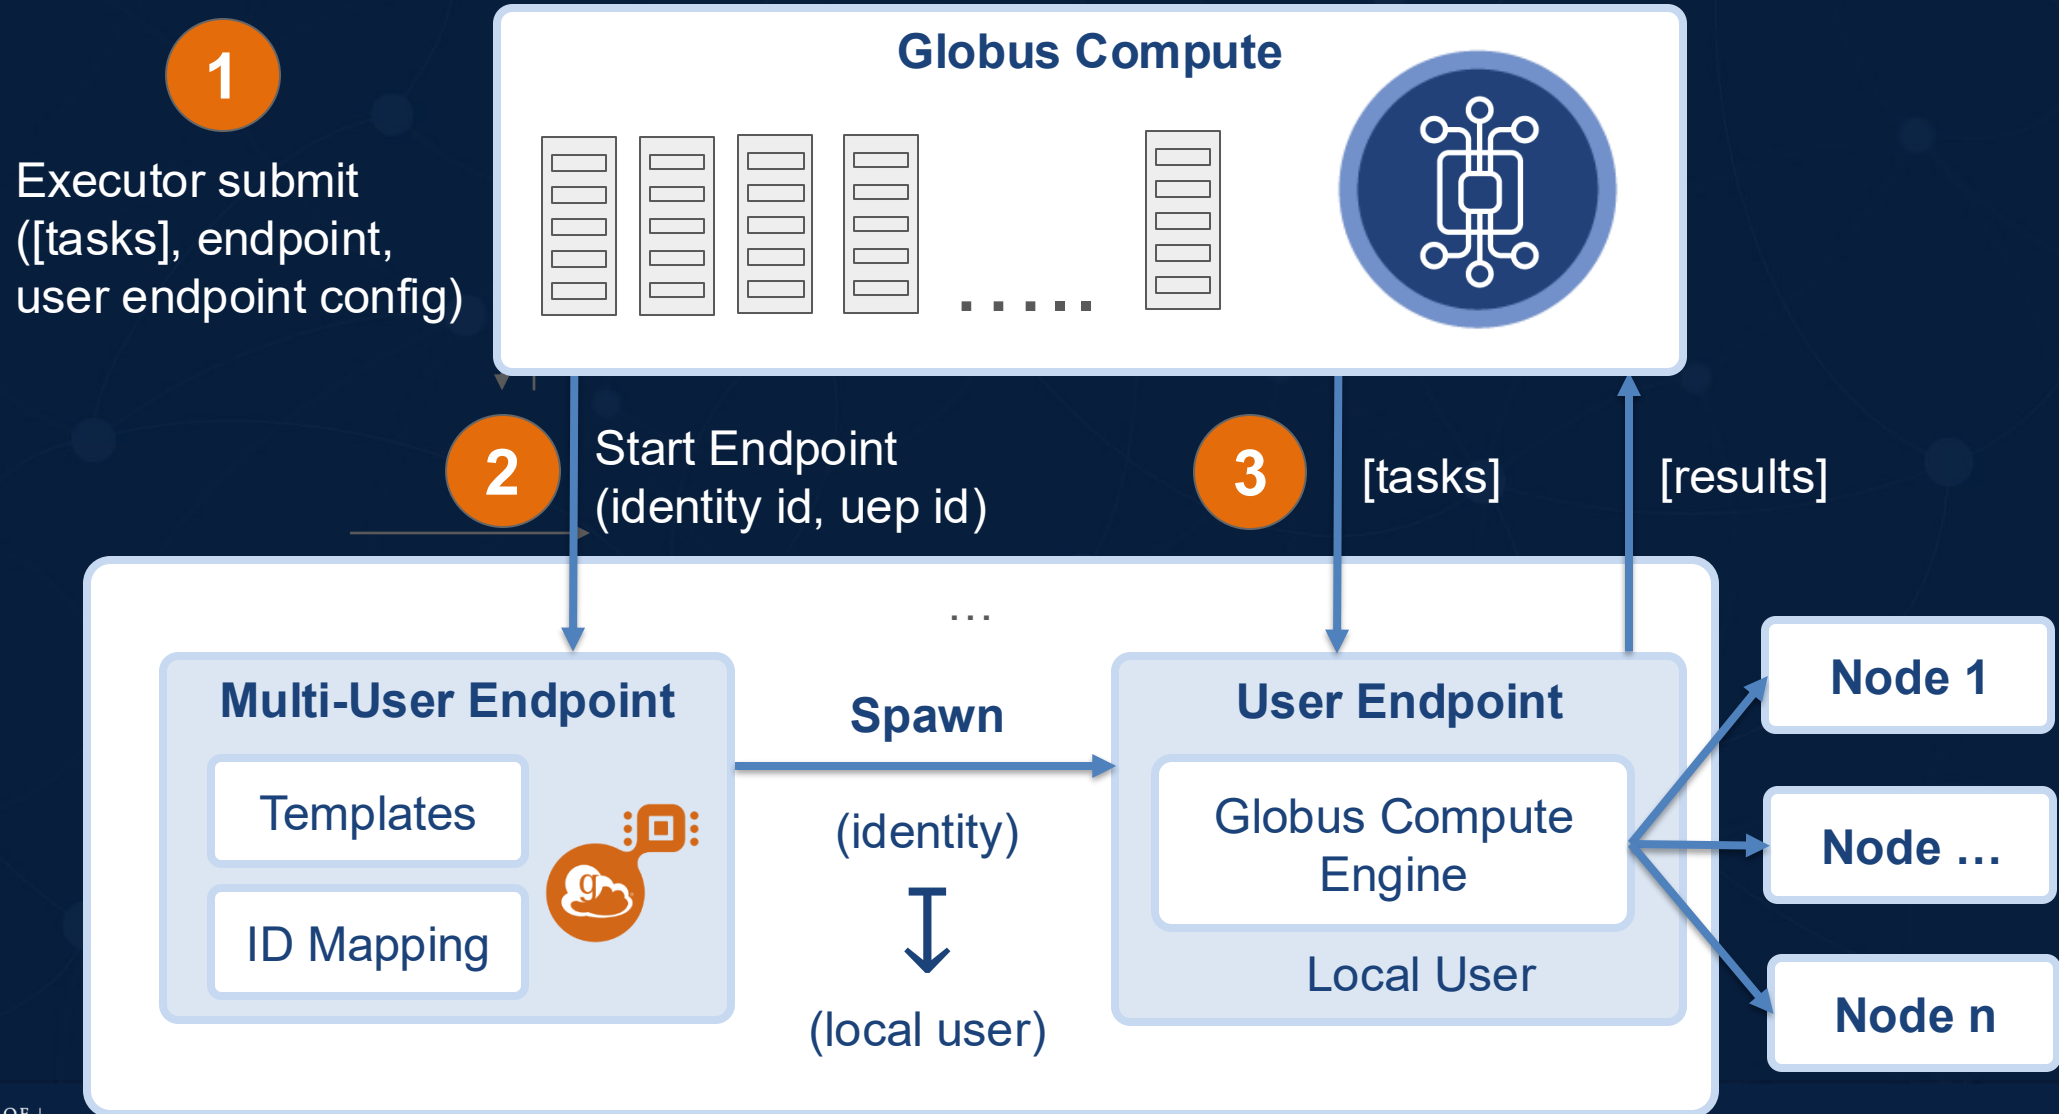 1
Executor submit
([tasks], endpoint,
user endpoint config)
Globus Compute
.....
2
Start Endpoint
(identity id, uep id)
3
[tasks]
[results]
...
Multi-User Endpoint
Templates
ID Mapping
g
Spawn
(identity)
(local user)
User Endpoint
Globus Compute
Engine
Local User
Node 1
Node ...
Node n
OF |